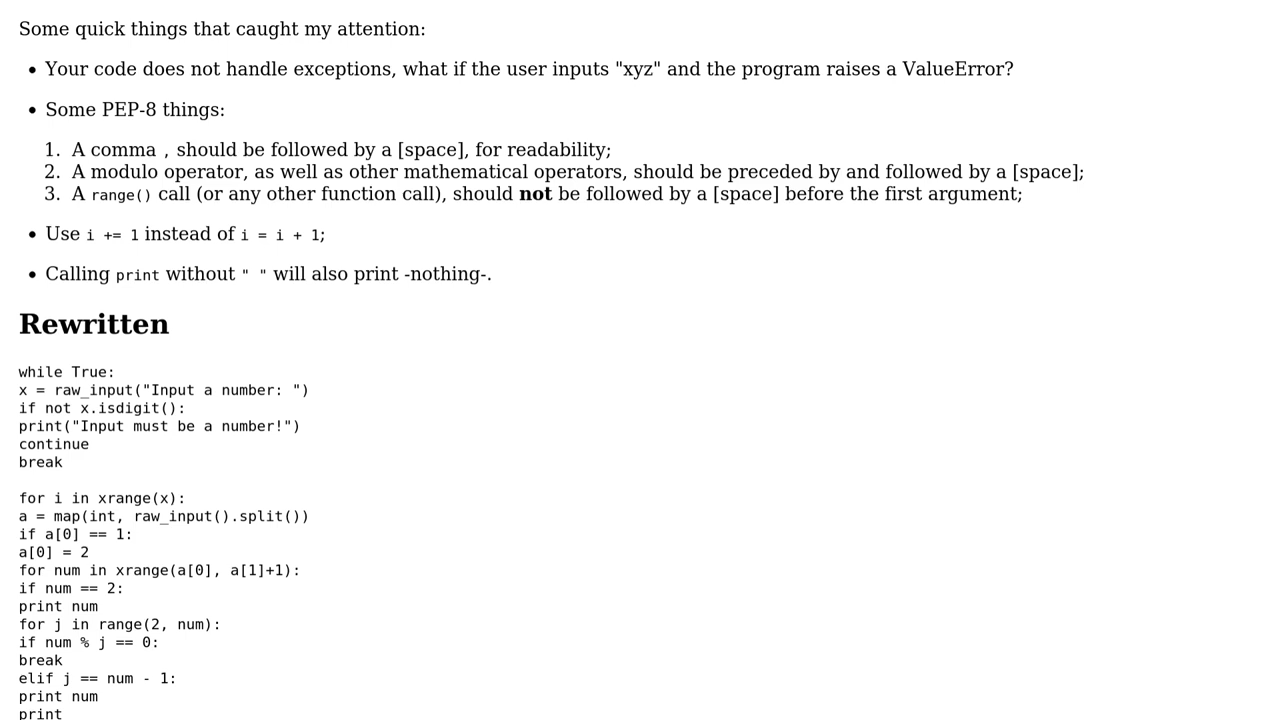 Some quick things that caught my attention:
• Your code does not handle exceptions, what if the user inputs "xyz" and the program raises a ValueError?
• Some PEP-8 things:
1. A comma , should be followed by a [space], for readability;
2. A modulo operator, as well as other mathematical operators, should be preceded by and followed by a [space];
3. A range() call (or any other function call), should not be followed by a [space] before the first argument;
• Use i += 1 instead of i = i + 1;
• Calling print without " " will also print -nothing-.
Rewritten
while True:
x = raw_input("Input a number: ")
if not x.isdigit():
print("Input must be a number!")
continue
break
for i in xrange(x):
a = map(int, raw_input().split())
if a[0] == 1:
a[0] = 2
for num in xrange(a[0], a[1]+1):
if num == 2:
print num
for j in range(2, num):
if num % j == 0:
break
elif j == num - 1:
print num
print